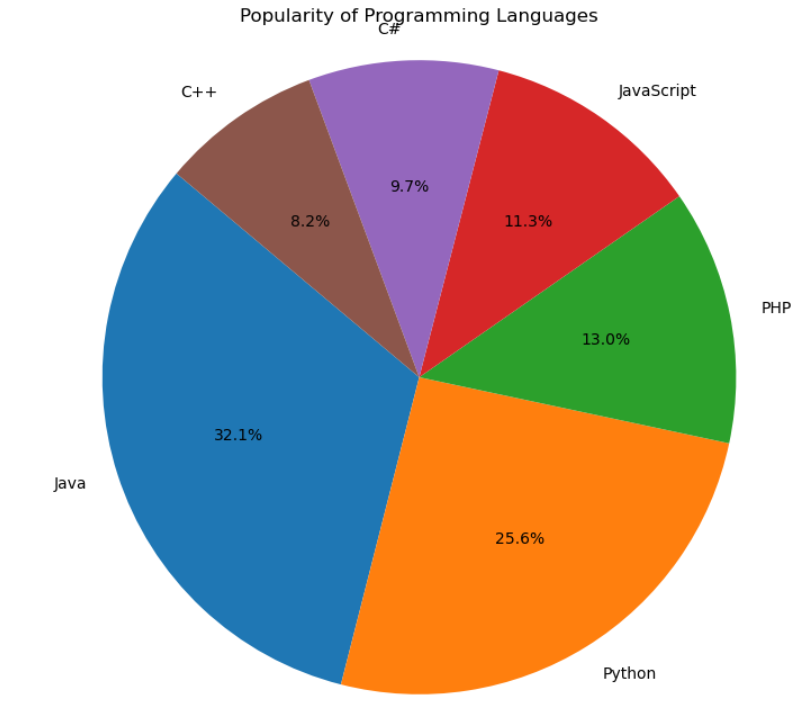 Popularity of Programming Languages
C#
C++
JavaScript
9.7%
8.2%
11.3%
PHP
13.0%
32.1%
Java
25.6%
Python